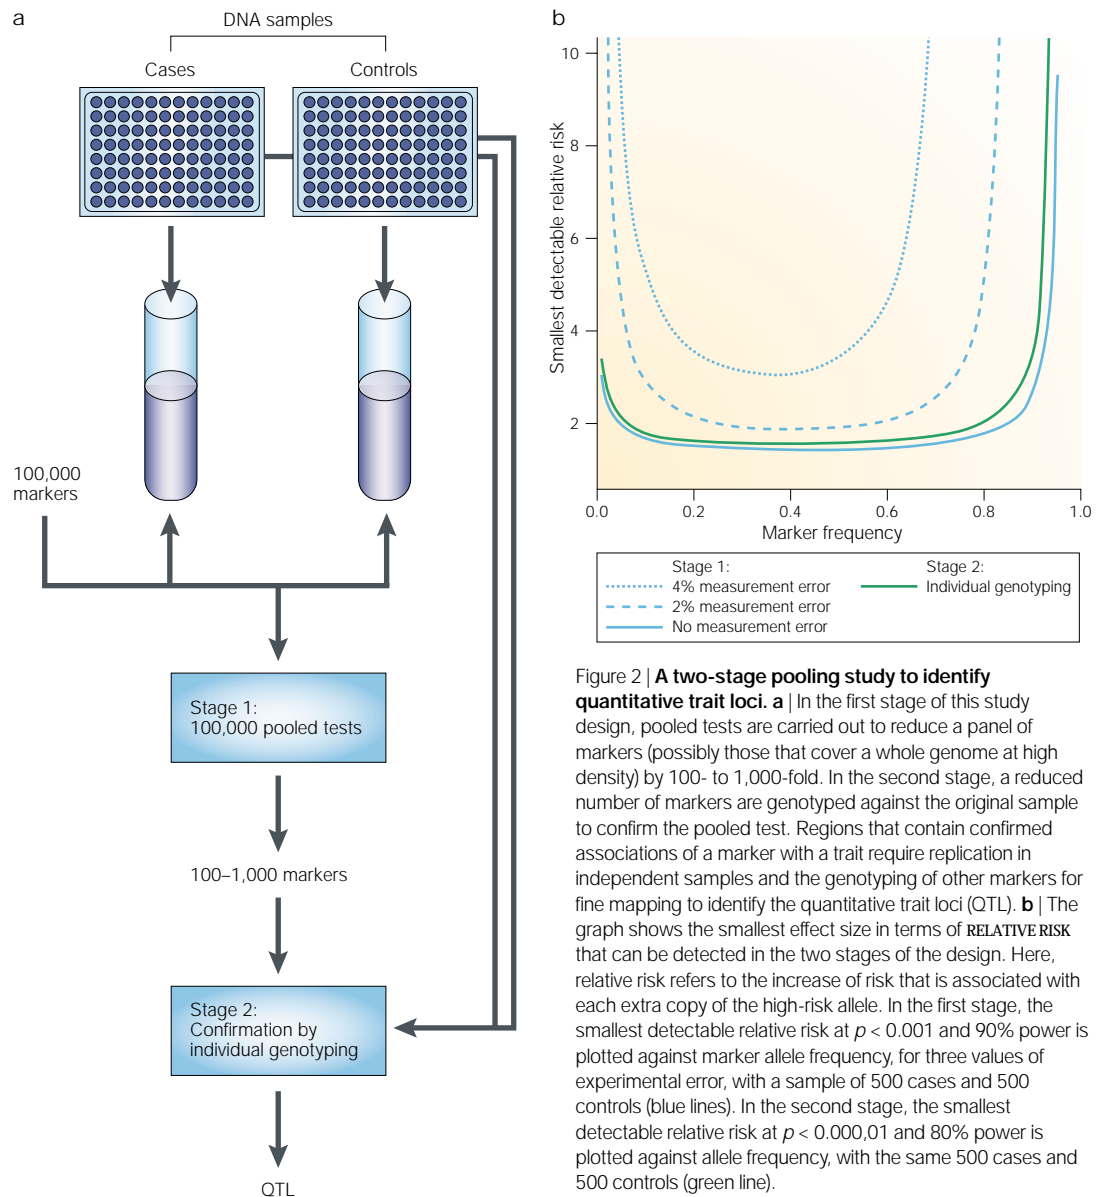 a
DNA samples
Cases
Controls
100,000
markers
Stage 1:
100,000 pooled tests
100–1,000 markers
Stage 2:
Confirmation by
individual genotyping
QTL
b
Smallest detectable relative risk
10
8
6
4
2
0.0
0.2
0.4
0.6
0.8
1.0
Marker frequency
Stage 1:
4% measurement error
2% measurement error
No measurement error
Stage 2:
Individual genotyping
Figure 2 | A two-stage pooling study to identify
quantitative trait loci. a | In the first stage of this study
design, pooled tests are carried out to reduce a panel of
markers (possibly those that cover a whole genome at high
density) by 100- to 1,000-fold. In the second stage, a reduced
number of markers are genotyped against the original sample
to confirm the pooled test. Regions that contain confirmed
associations of a marker with a trait require replication in
independent samples and the genotyping of other markers for
fine mapping to identify the quantitative trait loci (QTL). b | The
graph shows the smallest effect size in terms of RELATIVE RISK
that can be detected in the two stages of the design. Here,
relative risk refers to the increase of risk that is associated with
each extra copy of the high-risk allele. In the first stage, the
smallest detectable relative risk at p < 0.001 and 90% power is
plotted against marker allele frequency, for three values of
experimental error, with a sample of 500 cases and 500
controls (blue lines). In the second stage, the smallest
detectable relative risk at p < 0.000,01 and 80% power is
plotted against allele frequency, with the same 500 cases and
500 controls (green line).